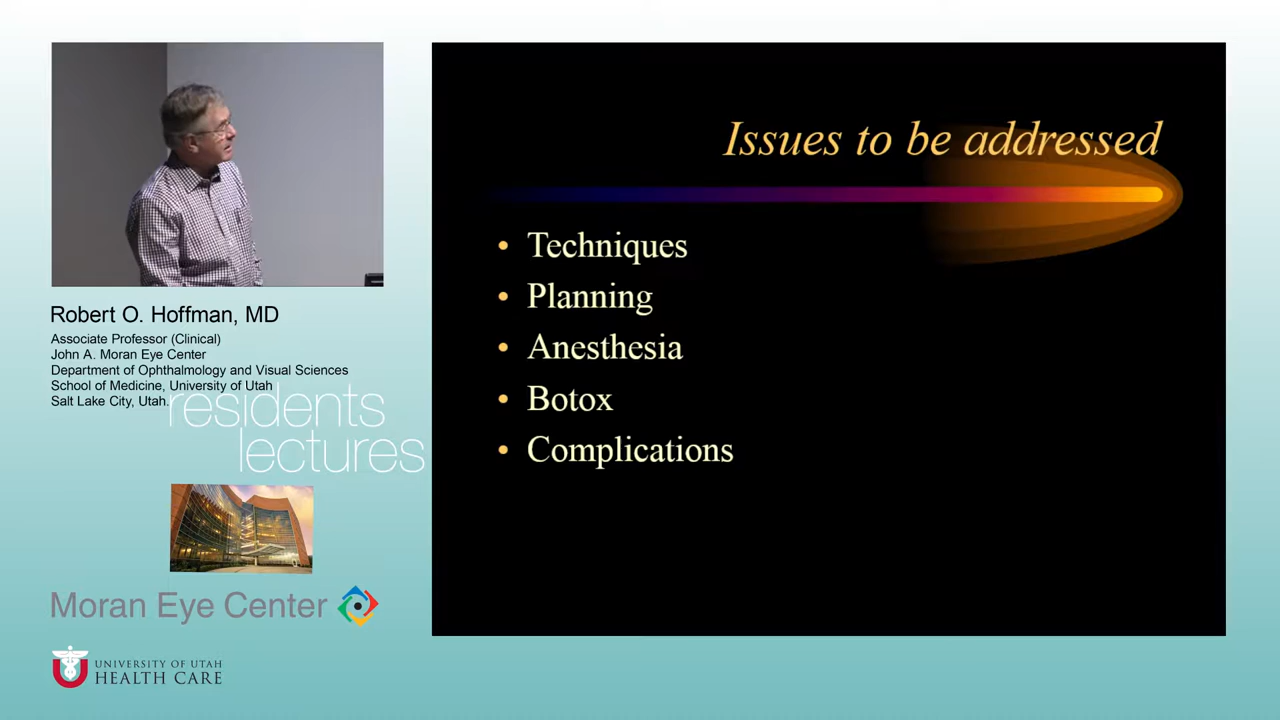 Issues to be addressed
• Techniques
• Planning
• Anesthesia
• Botox
• Complications
Robert O. Hoffman, MD
Associate Professor (Clinical)
John A. Moran Eye Center
Department of Ophthalmology and Visual Sciences
School of Medicine, University of Utah
Salt Lake City, Utah.
residents
lectures
Moran Eye Center
UNIVERSITY OF UTAH
HEALTH CARE